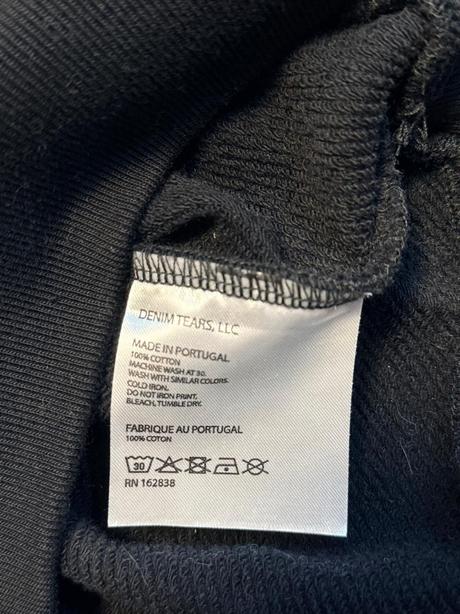 DENIM TEARS, LLC
MADE IN PORTUGAL
100% COTTON
MACHINE WASH AT 30.
WASH WITH SIMILAR COLORS.
COLD IRON.
DO NOT IRON PRINT.
BLEACH, TUMBLE DRY.
FABRIQUE AU PORTUGAL
100% COTON
30
RN 162838